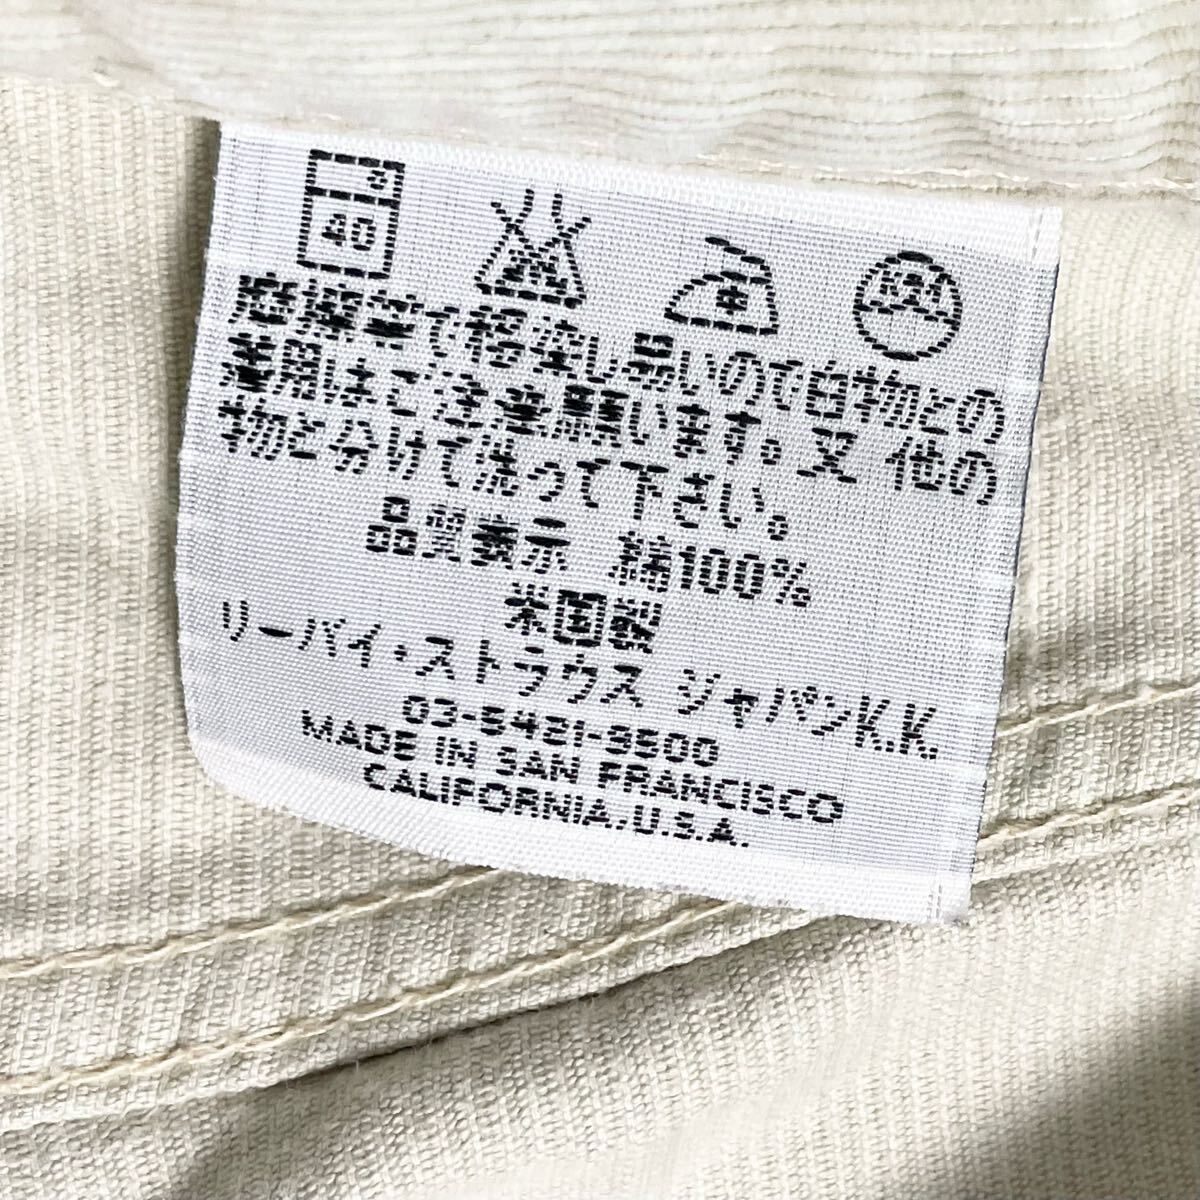 40
摩擦等で移染し易いので白物との
着用はご注意願います。又 他の
物と分けて洗って下さい。
品質表示 綿100%
米国製
リーバイ・ストラウス ジャパンK.K.
03-5421-9500
MADE IN SAN FRANCISCO
CALIFORNIA.U.S.A.